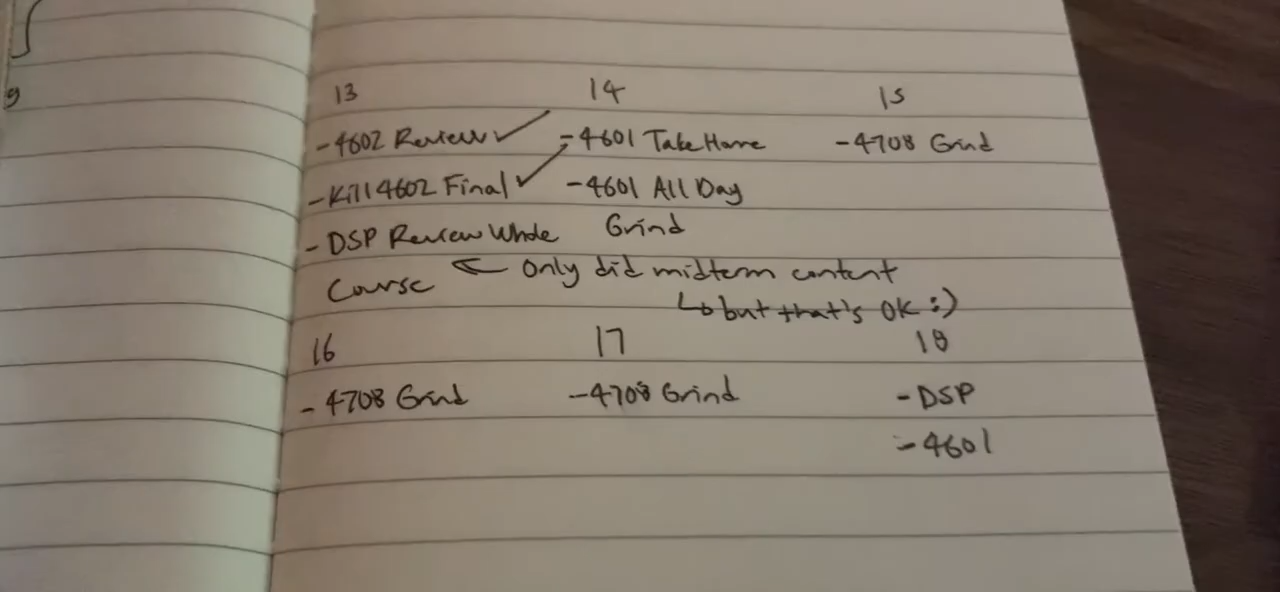 13 14 15
-4602 Review ✓ -4601 Take Home -4708 Grind
-Kill 4602 Final ✓ -4601 All Day
-DSP Review Whole Grind
Course ← Only did midterm content
↳ but that's OK :)
16 17 18
-4708 Grind -4708 Grind -DSP
-4601